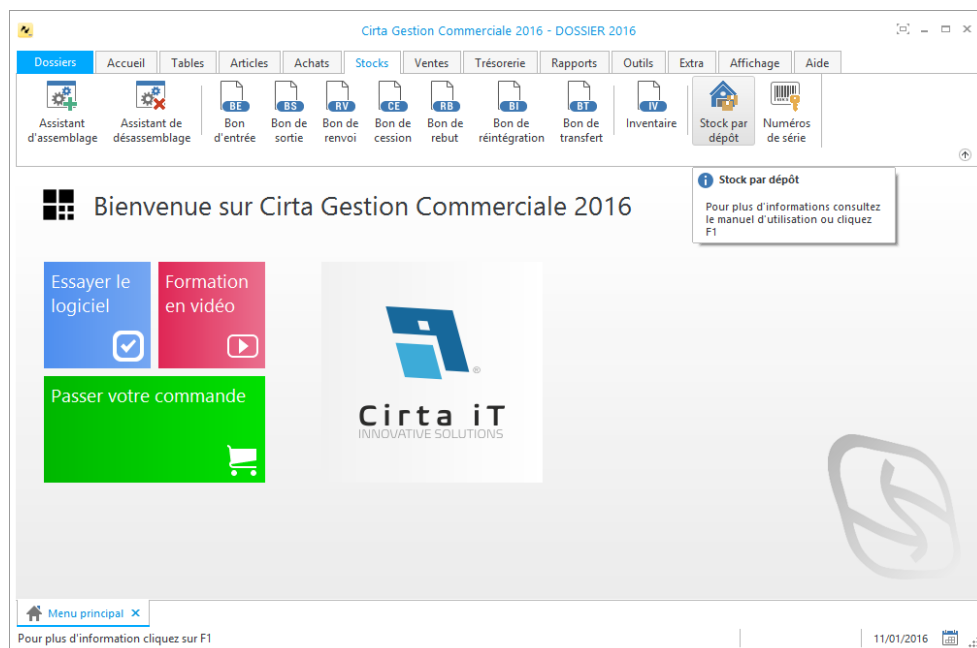 Cirta Gestion Commerciale 2016 - DOSSIER 2016
Dossiers Accueil Tables Articles Achats Stocks Ventes Trésorerie Rapports Outils Extra Affichage Aide
BE BS RV CE RB BI BT IV
Assistant d'assemblage
Assistant de désassemblage
Bon d'entrée
Bon de sortie
Bon de renvoi
Bon de cession
Bon de rebut
Bon de réintégration
Bon de transfert
Inventaire
Stock par dépôt
Numéros de série
Stock par dépôt
Pour plus d'informations consultez
le manuel d'utilisation ou cliquez
F1
Bienvenue sur Cirta Gestion Commerciale 2016
Essayer le
logiciel
Formation
en vidéo
Passer votre commande
®
Cirta iT
INNOVATIVE SOLUTIONS
Menu principal
Pour plus d'information cliquez sur F1
11/01/2016